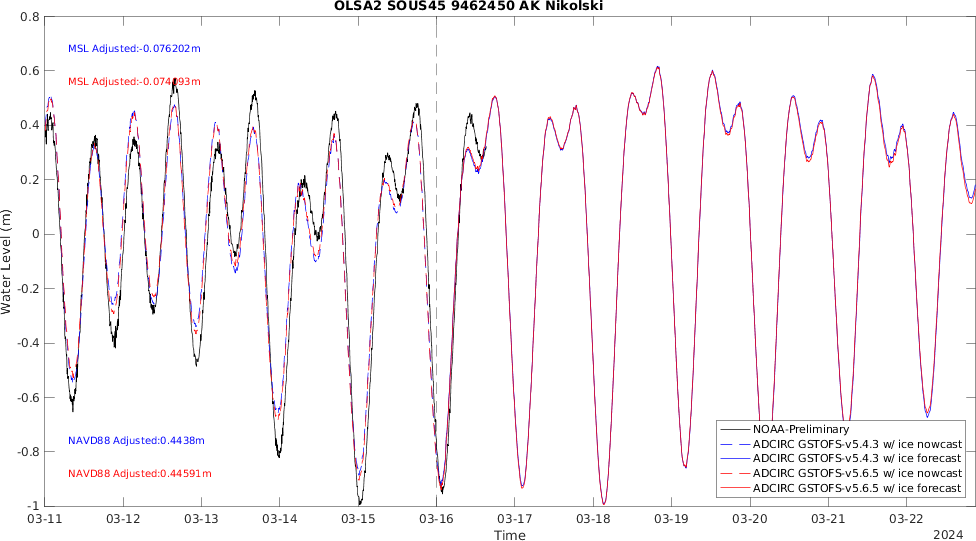 OLSA2 SOUS45 9462450 AK Nikolski
0.8
0.6
0.4
0.2
0
-0.2
-0.4
-0.6
-0.8
-1
Water Level (m)
MSL Adjusted:-0.076202m
NAVD88 Adjusted:0.4438m
NAVD88 Adjusted:0.44591m
NOAA-Preliminary
ADCIRC GSTOFS-v5.4.3 w/ ice nowcast
ADCIRC GSTOFS-v5.4.3 w/ ice forecast
ADCIRC GSTOFS-v5.6.5 w/ ice nowcast
ADCIRC GSTOFS-v5.6.5 w/ ice forecast
03-11 03-12 03-13 03-14 03-15 03-16 03-17 03-18 03-19 03-20 03-21 03-22
Time
2024
MSL